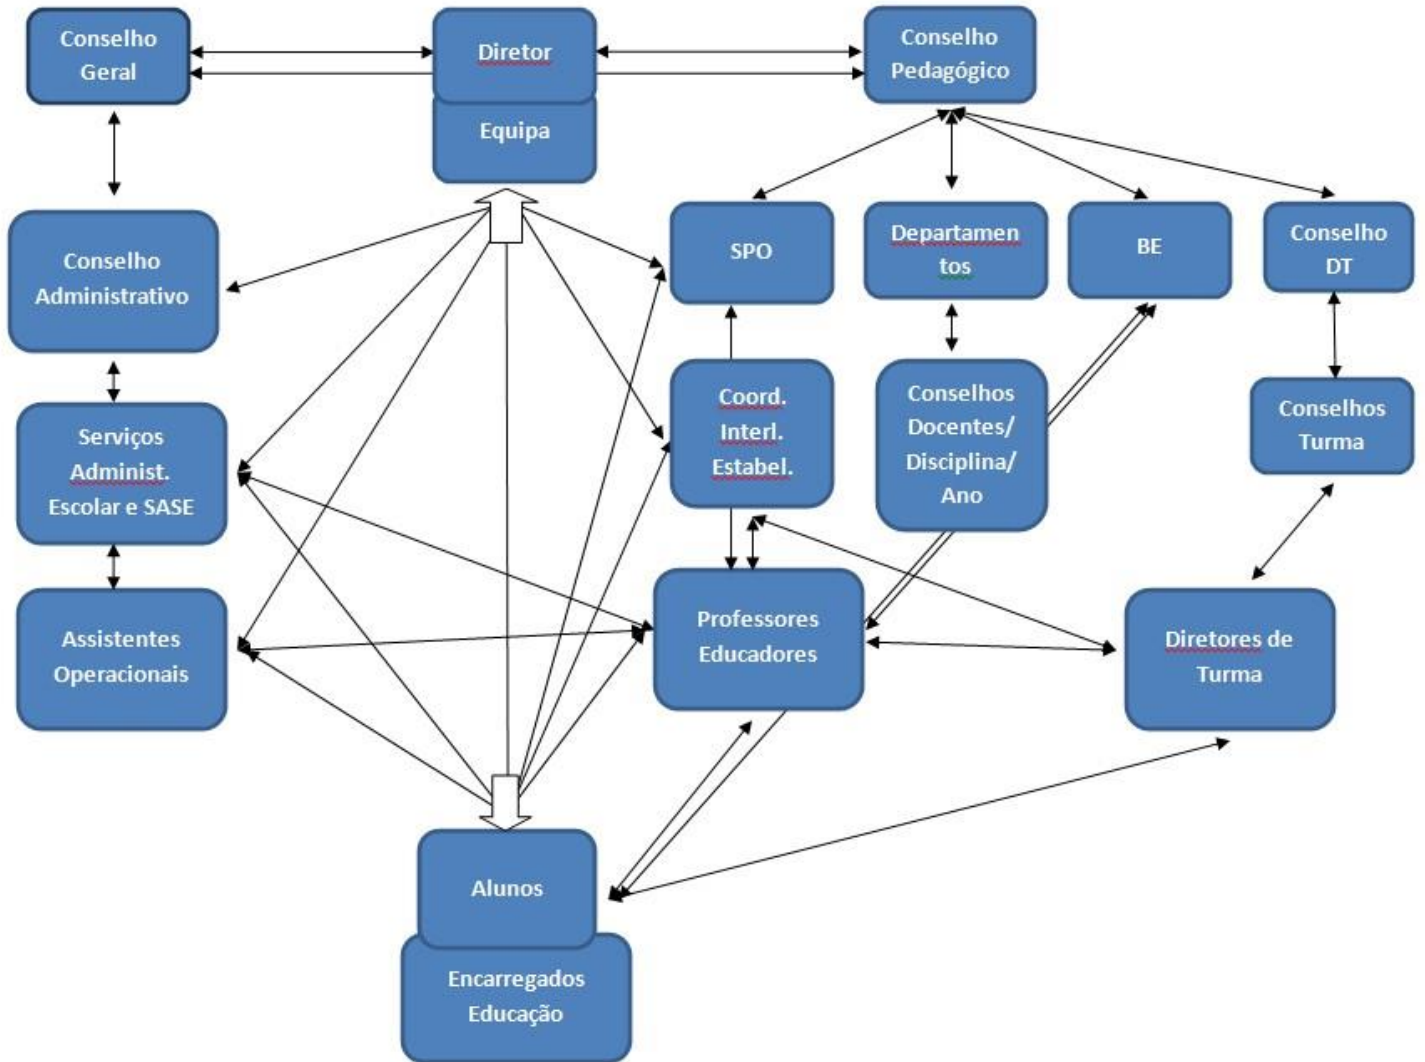 Conselho
Geral
Diretor
Conselho
Pedagógico
Equipa
SPO
Departamen
tos
BE
Conselho
DT
Conselho
Administrativo
Coord.
Interl.
Estabel.
Conselhos
Docentes/
Disciplina/
Ano
Conselhos
Turma
Serviços
Administ.
Escolar e SASE
Assistentes
Operacionais
Professores
Educadores
Diretores de
Turma
Alunos
Encarregados
Educação